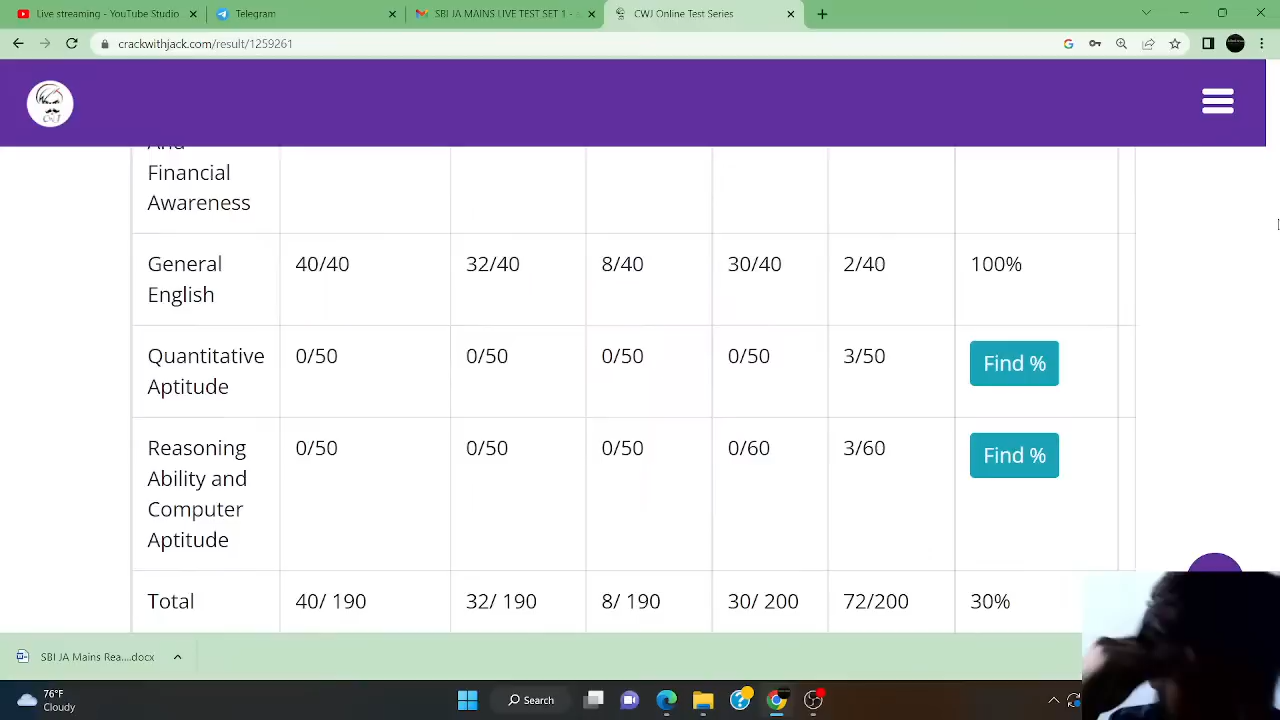 Live streaming - YouTube Studio
Telegram
SBI JA MAINS LIVE TEST SET 1 -
CWJ Online Test Series
crackwithjack.com/result/1259261
And
Financial
Awareness
General
English
40/40
32/40
8/40
30/40
2/40
100%
Quantitative
Aptitude
0/50
0/50
0/50
0/50
3/50
Find %
Reasoning
Ability and
Computer
Aptitude
0/50
0/50
0/50
0/60
3/60
Find %
Total
40/ 190
32/ 190
8/ 190
30/ 200
72/200
30%
SBI JA Mains Rea....docx
76°F
Cloudy
Search